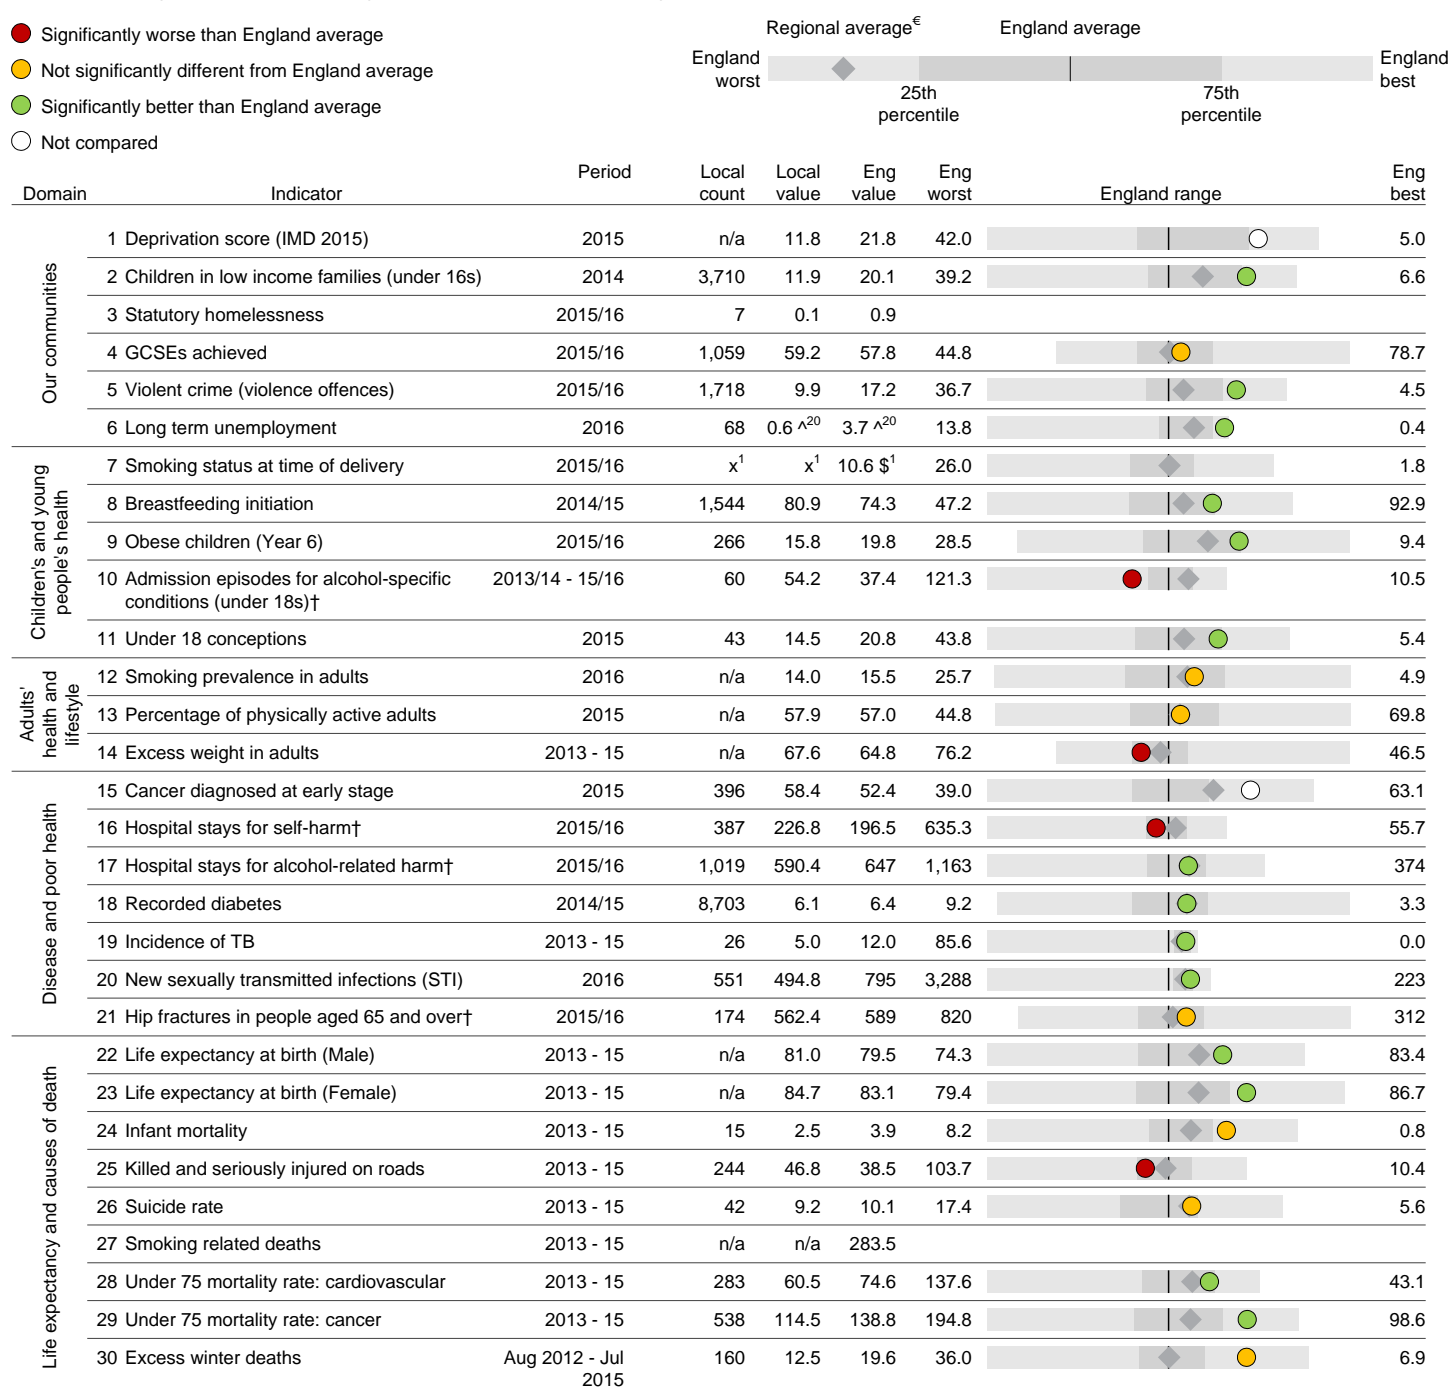 Significantly worse than England average
Not significantly different from England average
Significantly better than England average
Not compared
Regional average€ England average
England worst England best
25th percentile 75th percentile
Domain Indicator Period Local count Local value Eng value Eng worst England range Eng best
Our communities
1 Deprivation score (IMD 2015) 2015 n/a 11.8 21.8 42.0 5.0
2 Children in low income families (under 16s) 2014 3,710 11.9 20.1 39.2 6.6
3 Statutory homelessness 2015/16 7 0.1 0.9
4 GCSEs achieved 2015/16 1,059 59.2 57.8 44.8 78.7
5 Violent crime (violence offences) 2015/16 1,718 9.9 17.2 36.7 4.5
6 Long term unemployment 2016 68 0.6 ^20 3.7 ^20 13.8 0.4
Children's and young people's health
7 Smoking status at time of delivery 2015/16 x1 x1 10.6 $1 26.0 1.8
8 Breastfeeding initiation 2014/15 1,544 80.9 74.3 47.2 92.9
9 Obese children (Year 6) 2015/16 266 15.8 19.8 28.5 9.4
10 Admission episodes for alcohol-specific 2013/14 - 15/16 60 54.2 37.4 121.3 10.5
conditions (under 18s)†
11 Under 18 conceptions 2015 43 14.5 20.8 43.8 5.4
Adults' health and lifestyle
12 Smoking prevalence in adults 2016 n/a 14.0 15.5 25.7 4.9
13 Percentage of physically active adults 2015 n/a 57.9 57.0 44.8 69.8
14 Excess weight in adults 2013 - 15 n/a 67.6 64.8 76.2 46.5
Disease and poor health
15 Cancer diagnosed at early stage 2015 396 58.4 52.4 39.0 63.1
16 Hospital stays for self-harm† 2015/16 387 226.8 196.5 635.3 55.7
17 Hospital stays for alcohol-related harm† 2015/16 1,019 590.4 647 1,163 374
18 Recorded diabetes 2014/15 8,703 6.1 6.4 9.2 3.3
19 Incidence of TB 2013 - 15 26 5.0 12.0 85.6 0.0
20 New sexually transmitted infections (STI) 2016 551 494.8 795 3,288 223
21 Hip fractures in people aged 65 and over† 2015/16 174 562.4 589 820 312
Life expectancy and causes of death
22 Life expectancy at birth (Male) 2013 - 15 n/a 81.0 79.5 74.3 83.4
23 Life expectancy at birth (Female) 2013 - 15 n/a 84.7 83.1 79.4 86.7
24 Infant mortality 2013 - 15 15 2.5 3.9 8.2 0.8
25 Killed and seriously injured on roads 2013 - 15 244 46.8 38.5 103.7 10.4
26 Suicide rate 2013 - 15 42 9.2 10.1 17.4 5.6
27 Smoking related deaths 2013 - 15 n/a n/a 283.5
28 Under 75 mortality rate: cardiovascular 2013 - 15 283 60.5 74.6 137.6 43.1
29 Under 75 mortality rate: cancer 2013 - 15 538 114.5 138.8 194.8 98.6
30 Excess winter deaths Aug 2012 - Jul 160 12.5 19.6 36.0 6.9
2015